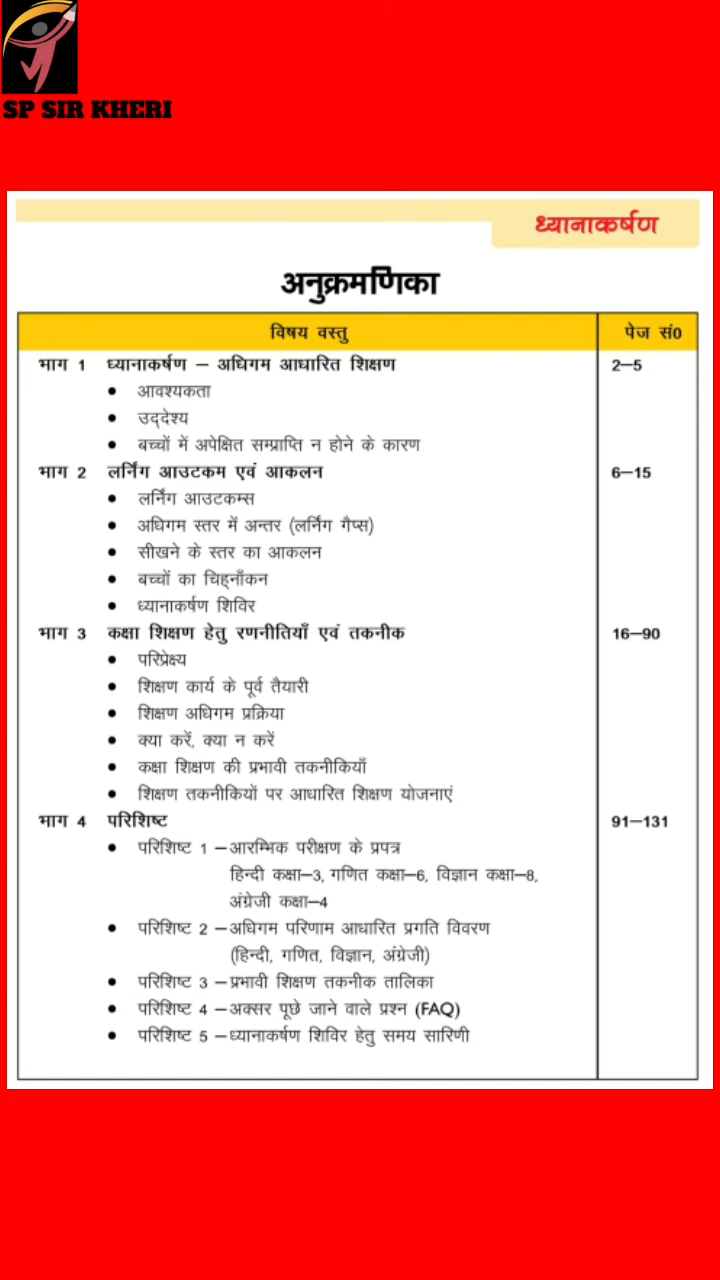 SP SIR KHERI
ध्यानाकर्षण
अनुक्रमणिका
विषय वस्तु पेज सं0
भाग 1 ध्यानाकर्षण – अधिगम आधारित शिक्षण 2–5
• आवश्यकता
• उद्देश्य
• बच्चों में अपेक्षित सम्प्राप्ति न होने के कारण
भाग 2 लर्निंग आउटकम एवं आकलन 6–15
• लर्निंग आउटकम्स
• अधिगम स्तर में अन्तर (लर्निंग गैप्स)
• सीखने के स्तर का आकलन
• बच्चों का चिह्नाँकन
• ध्यानाकर्षण शिविर
भाग 3 कक्षा शिक्षण हेतु रणनीतियाँ एवं तकनीक 16–90
• परिप्रेक्ष्य
• शिक्षण कार्य के पूर्व तैयारी
• शिक्षण अधिगम प्रक्रिया
• क्या करें, क्या न करें
• कक्षा शिक्षण की प्रभावी तकनीकियाँ
• शिक्षण तकनीकियों पर आधारित शिक्षण योजनाएं
भाग 4 परिशिष्ट 91–131
• परिशिष्ट 1 –आरम्भिक परीक्षण के प्रपत्र
हिन्दी कक्षा–3, गणित कक्षा–6, विज्ञान कक्षा–8,
अंग्रेजी कक्षा–4
• परिशिष्ट 2 –अधिगम परिणाम आधारित प्रगति विवरण
(हिन्दी, गणित, विज्ञान, अंग्रेजी)
• परिशिष्ट 3 –प्रभावी शिक्षण तकनीक तालिका
• परिशिष्ट 4 –अक्सर पूछे जाने वाले प्रश्न (FAQ)
• परिशिष्ट 5 –ध्यानाकर्षण शिविर हेतु समय सारिणी